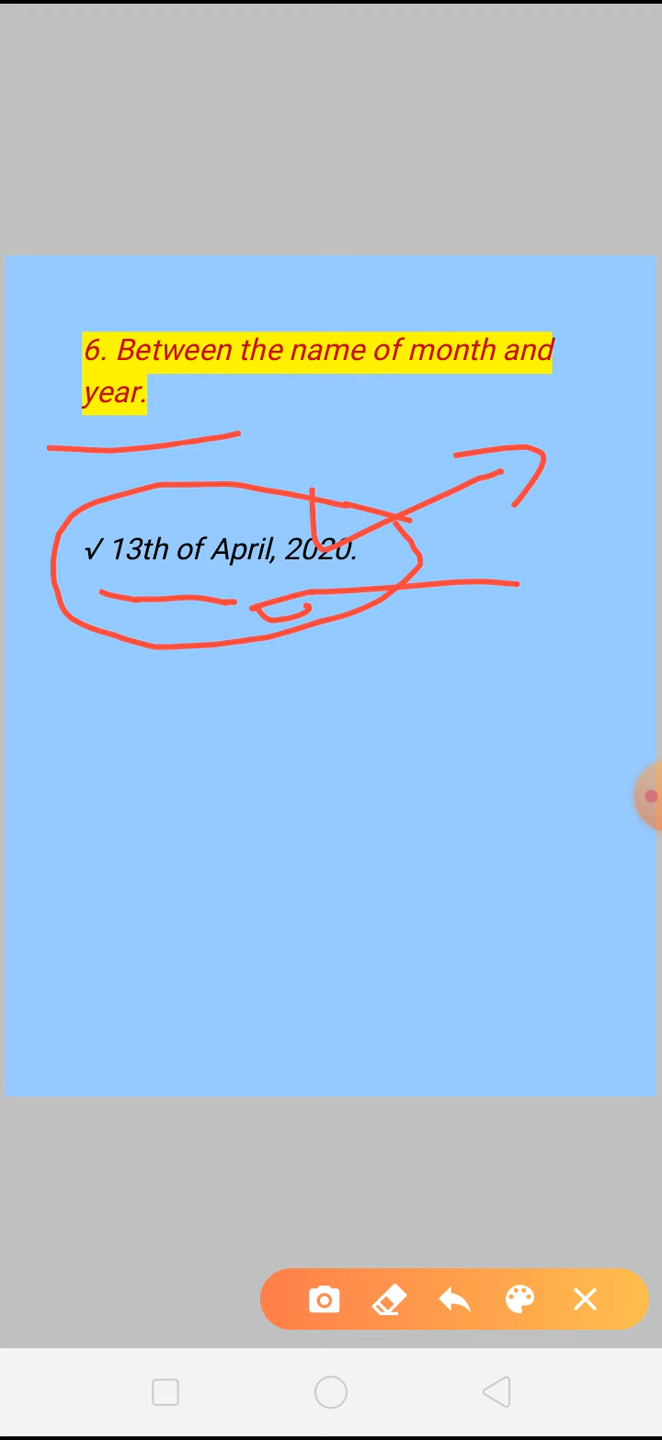 6. Between the name of month and
year.
√ 13th of April, 2020.